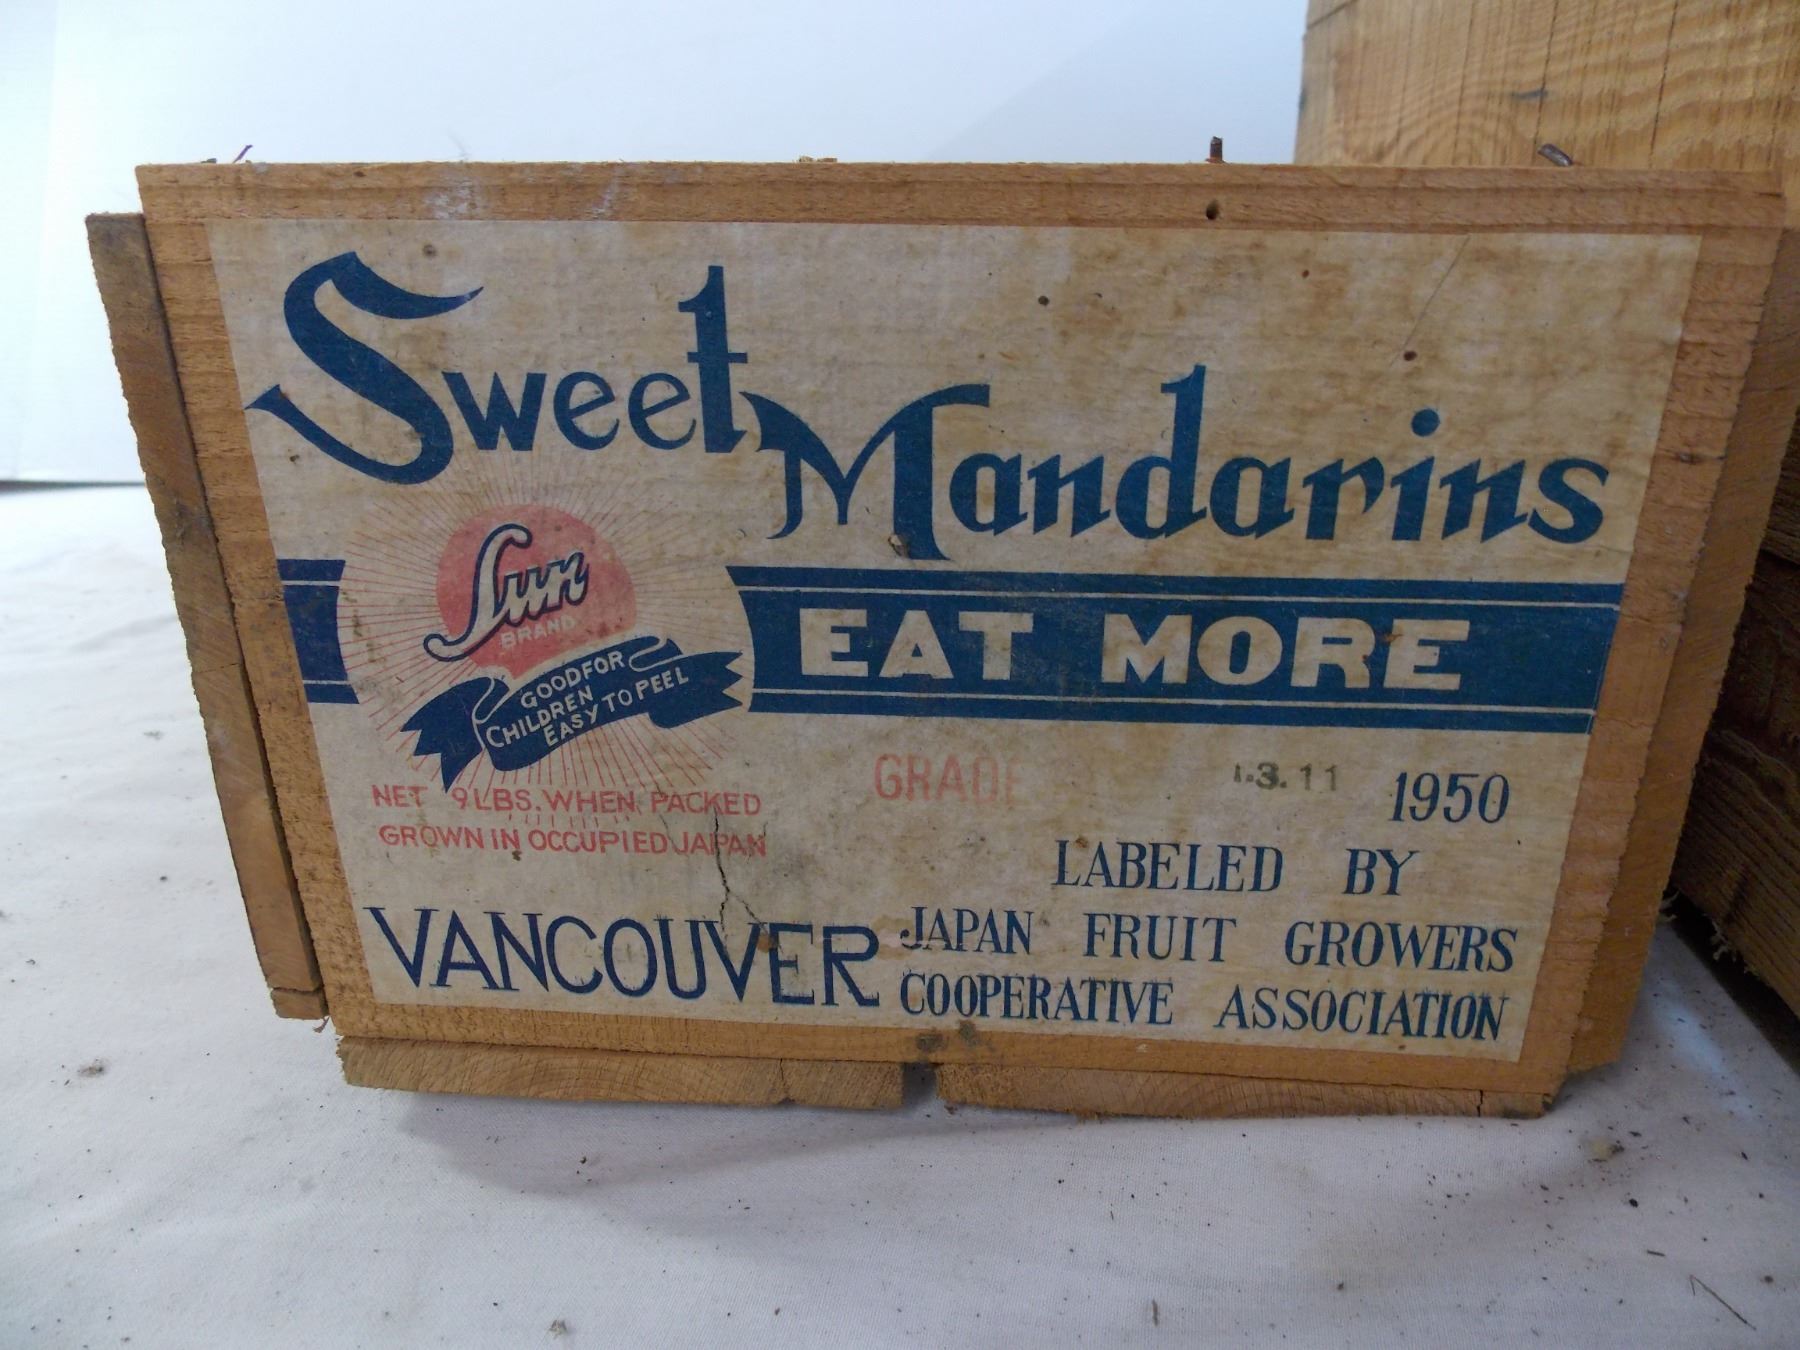 Sweet Mandarins
Sun
BRAND
GOOD FOR
CHILDREN
EASY TO PEEL
EAT MORE
NET 9 LBS. WHEN PACKED
GROWN IN OCCUPIED JAPAN
GRADE
3.11
1950
LABELED BY
VANCOUVER
JAPAN FRUIT GROWERS
COOPERATIVE ASSOCIATION